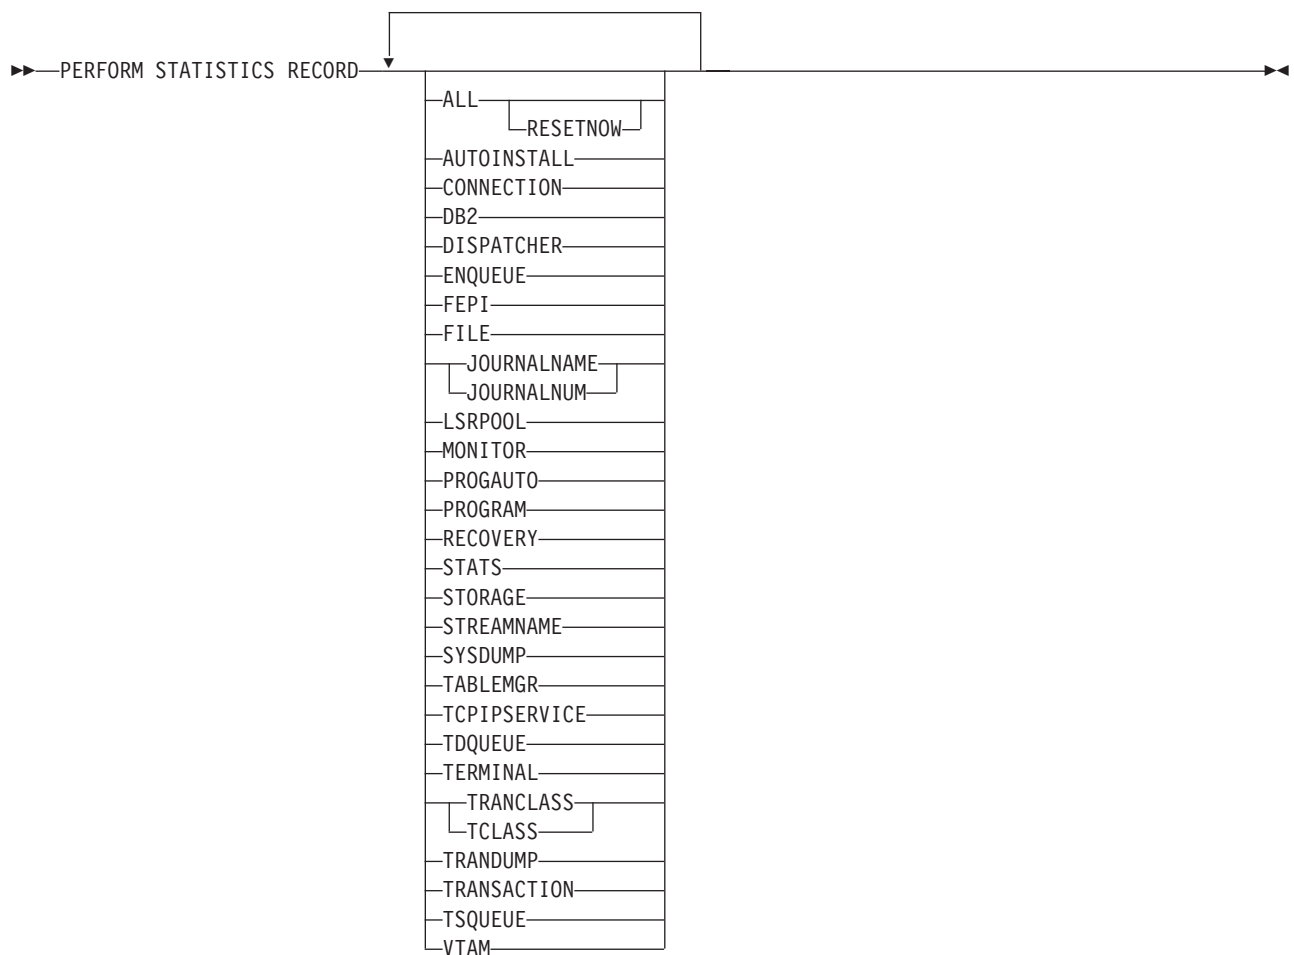 PERFORM STATISTICS RECORD
ALL
RESETNOW
AUTOINSTALL
CONNECTION
DB2
DISPATCHER
ENQUEUE
FEPI
FILE
JOURNALNAME
JOURNALNUM
LSRPOOL
MONITOR
PROGAUTO
PROGRAM
RECOVERY
STATS
STORAGE
STREAMNAME
SYSDUMP
TABLEMGR
TCPIPSERVICE
TDQUEUE
TERMINAL
TRANCLASS
TCLASS
TRANDUMP
TRANSACTION
TSQUEUE
VTAM